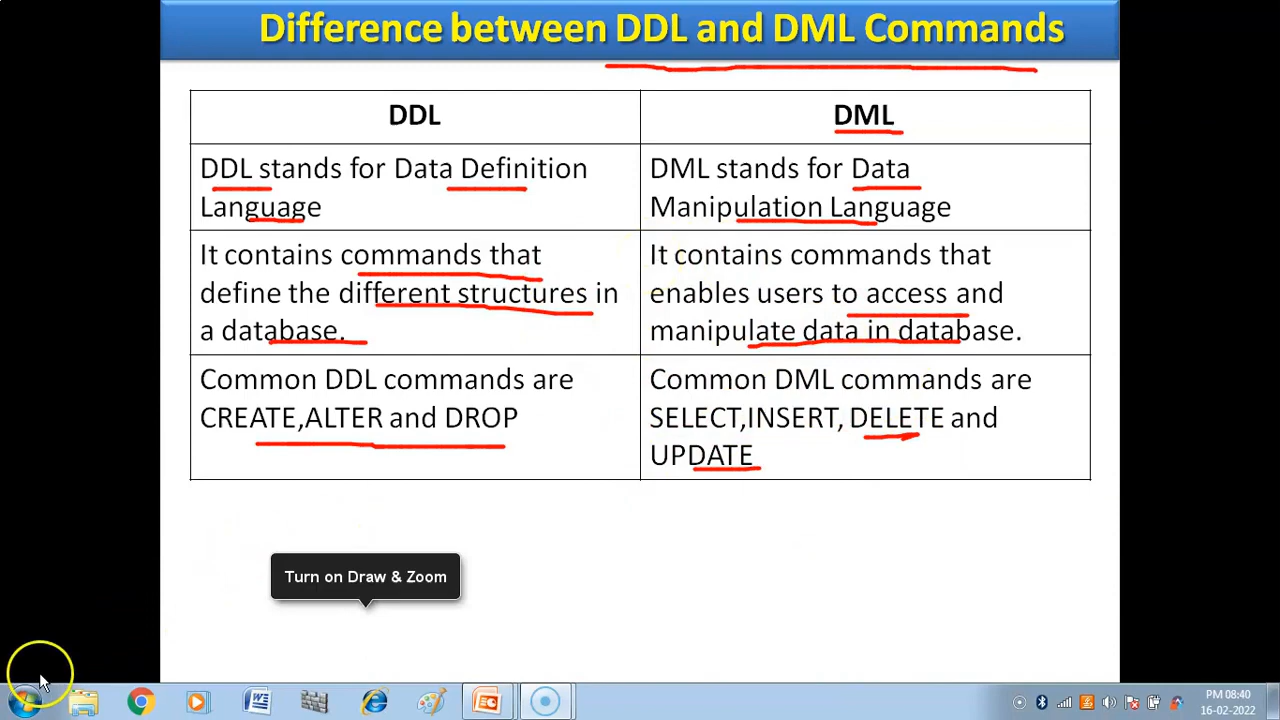 Difference between DDL and DML Commands
DDL
DML
DDL stands for Data Definition
Language
DML stands for Data
Manipulation Language
It contains commands that
define the different structures in
a database.
It contains commands that
enables users to access and
manipulate data in database.
Common DDL commands are
CREATE,ALTER and DROP
Common DML commands are
SELECT,INSERT, DELETE and
UPDATE
Turn on Draw & Zoom
PM 08:40
16-02-2022